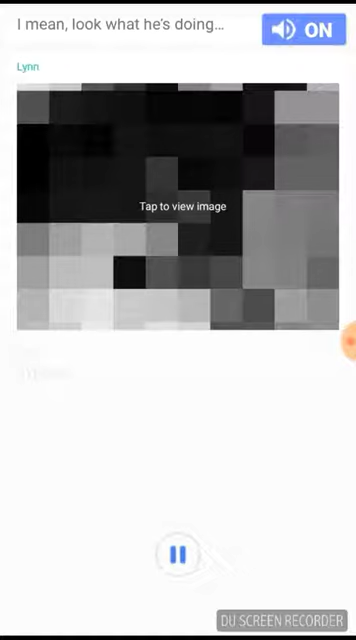 I mean, look what he's doing...
ON
Lynn
Tap to view image
DU SCREEN RECORDER